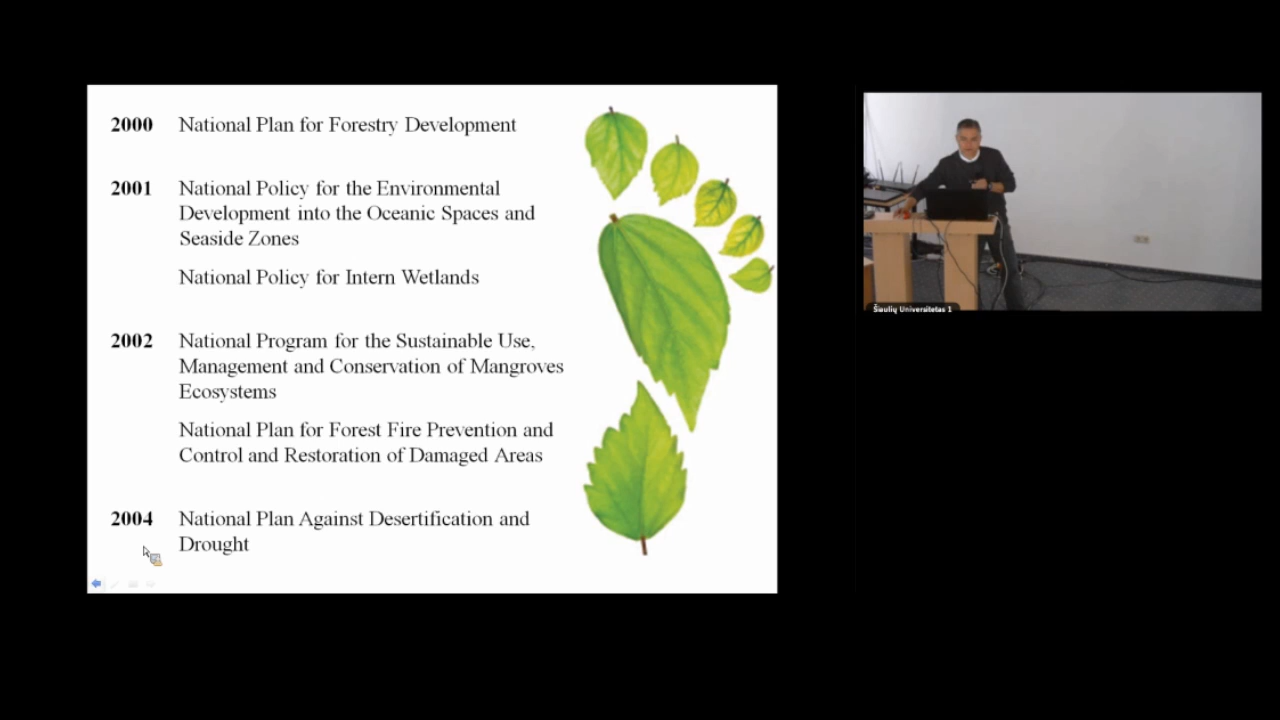 2000 National Plan for Forestry Development
2001 National Policy for the Environmental
Development into the Oceanic Spaces and
Seaside Zones
National Policy for Intern Wetlands
2002 National Program for the Sustainable Use,
Management and Conservation of Mangroves
Ecosystems
National Plan for Forest Fire Prevention and
Control and Restoration of Damaged Areas
2004 National Plan Against Desertification and
Drought
Šiaulių Universitetas 1